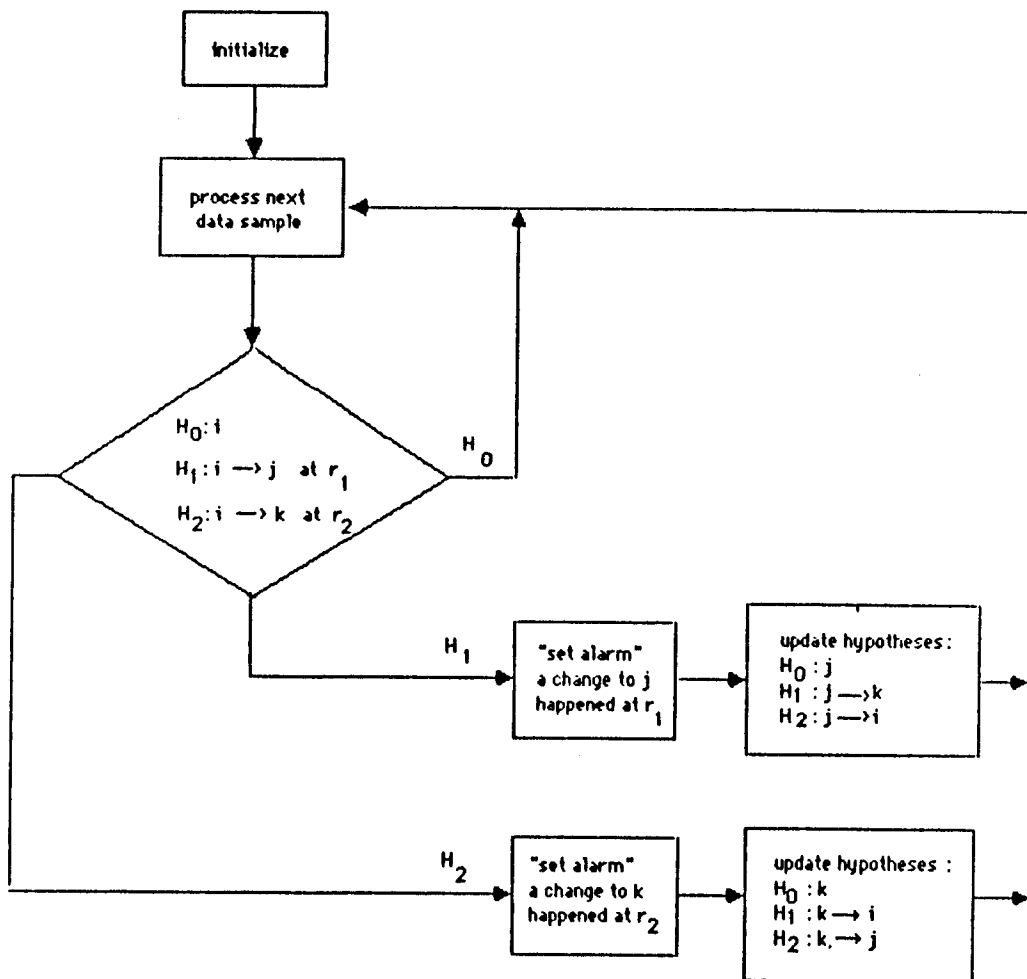 initialize
process next
data sample
H₀: i
H₁: i → j at r₁
H₂: i → k at r₂
H₀
H₁
"set alarm"
a change to j
happened at r₁
update hypotheses:
H₀: j
H₁: j → k
H₂: j → i
H₂
"set alarm"
a change to k
happened at r₂
update hypotheses :
H₀: k
H₁: k → i
H₂: k, → j